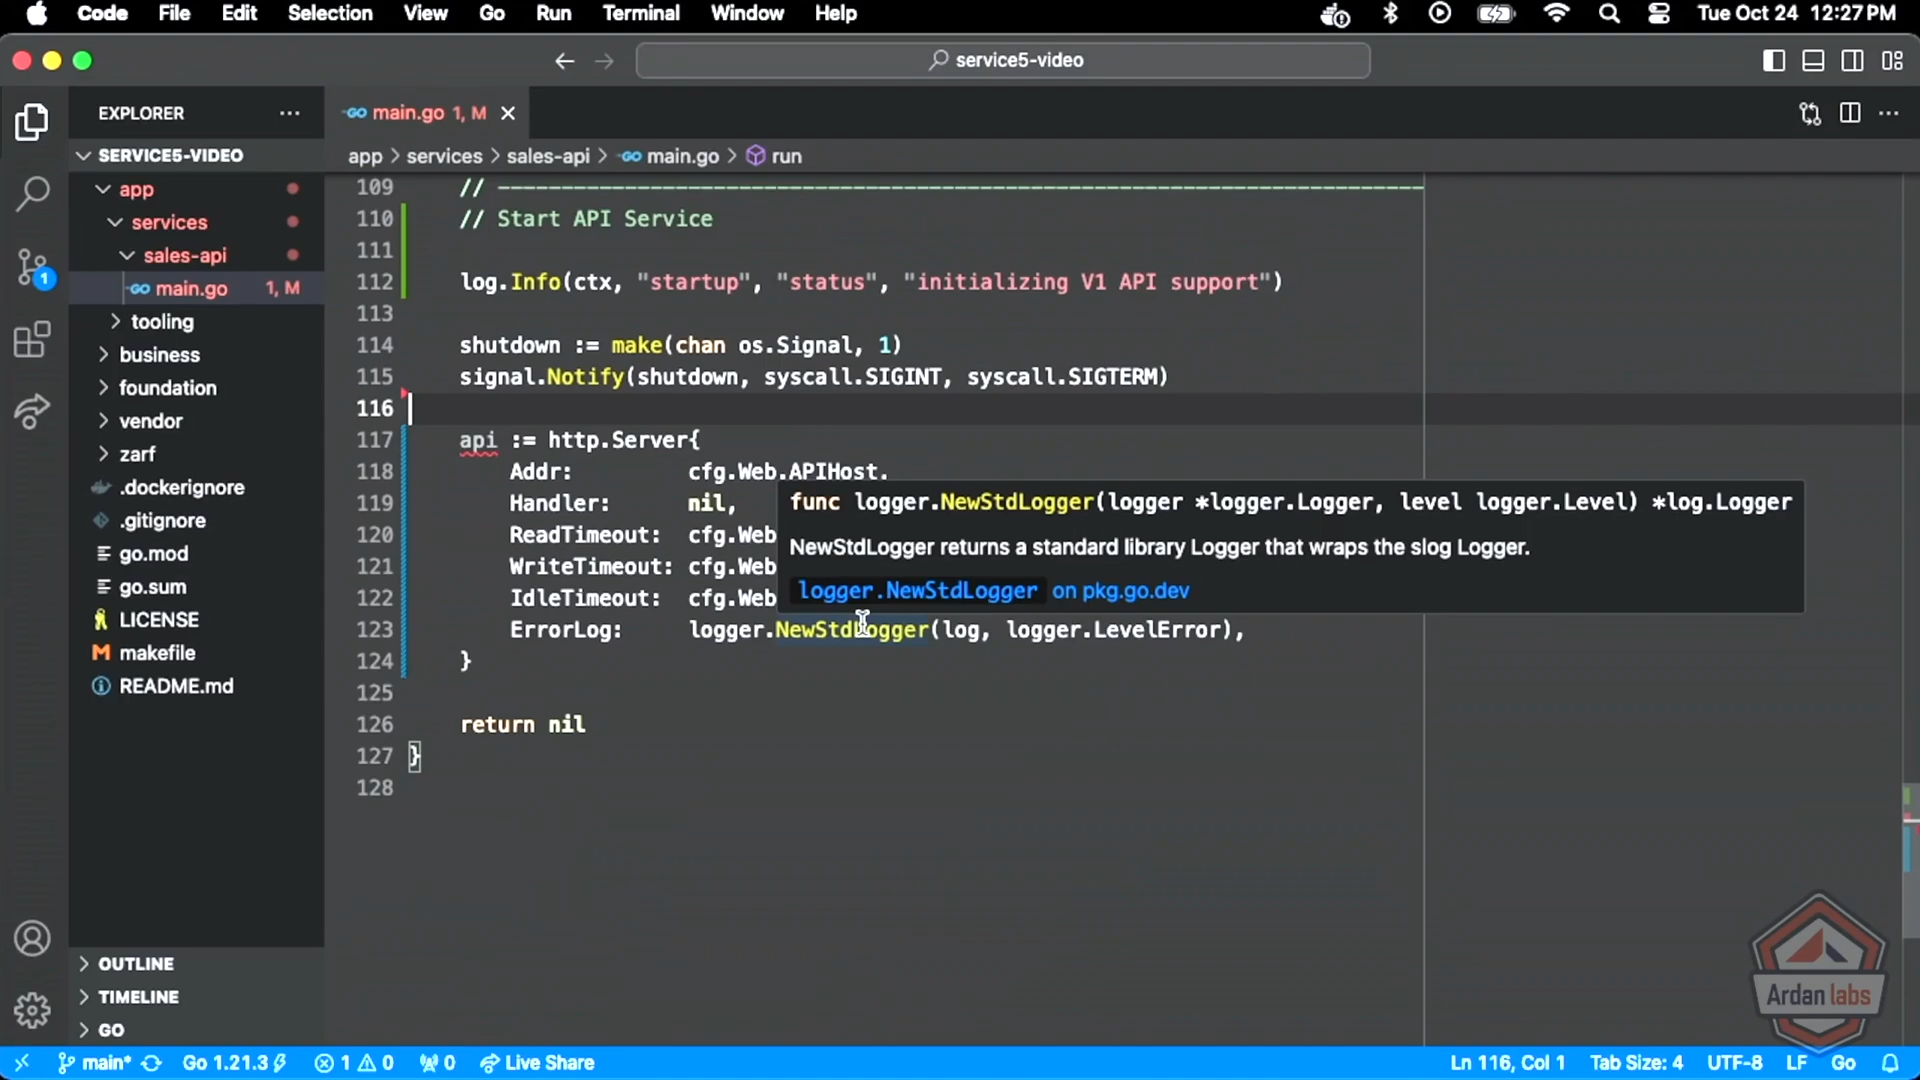 Code File Edit Selection View Go Run Terminal Window Help Tue Oct 24 12:27 PM
service5-video
EXPLORER
main.go 1, M
SERVICE5-VIDEO
app > services > sales-api > main.go > run
app
services
sales-api
main.go 1, M
tooling
business
foundation
vendor
zarf
.dockerignore
.gitignore
go.mod
go.sum
LICENSE
makefile
README.md
OUTLINE
TIMELINE
GO
109 // ─────────────────────────────────────────
110 // Start API Service
111
112 log.Info(ctx, "startup", "status", "initializing V1 API support")
113
114 shutdown := make(chan os.Signal, 1)
115 signal.Notify(shutdown, syscall.SIGINT, syscall.SIGTERM)
116
117 api := http.Server{
118 Addr: cfg.Web.APIHost,
119 Handler: nil,
120 ReadTimeout: cfg.Web
121 WriteTimeout: cfg.Web
122 IdleTimeout: cfg.Web
123 ErrorLog: logger.NewStdLogger(log, logger.LevelError),
124 }
125
126 return nil
127 }
128
func logger.NewStdLogger(logger *logger.Logger, level logger.Level) *log.Logger
NewStdLogger returns a standard library Logger that wraps the slog Logger.
logger.NewStdLogger on pkg.go.dev
Ardan labs
main* Go 1.21.3 1 0 0 Live Share Ln 116, Col 1 Tab Size: 4 UTF-8 LF Go